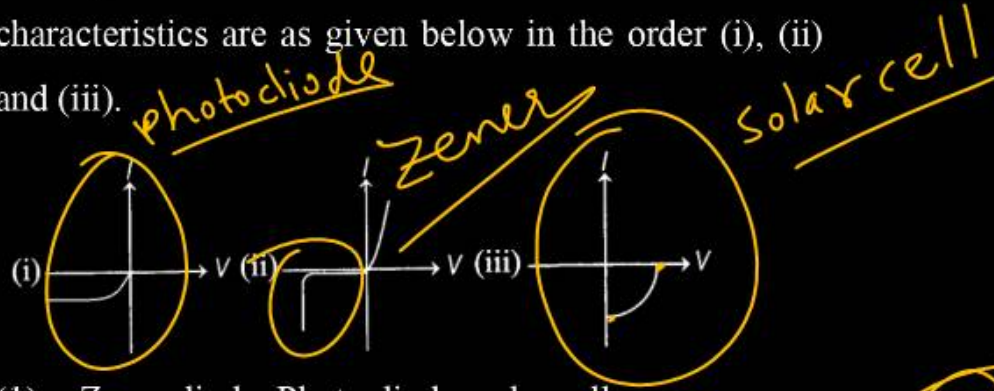 characteristics are as given below in the order (i), (ii)
and (iii).
photodiode
Zener
Solar cell
(i) I V (ii) I V (iii) I V